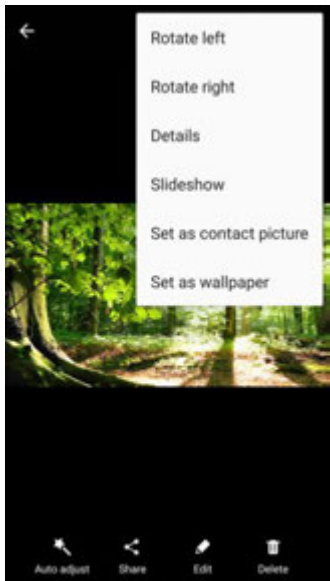 Rotate left
Rotate right
Details
Slideshow
Set as contact picture
Set as wallpaper
Auto adjust Share Edit Delete